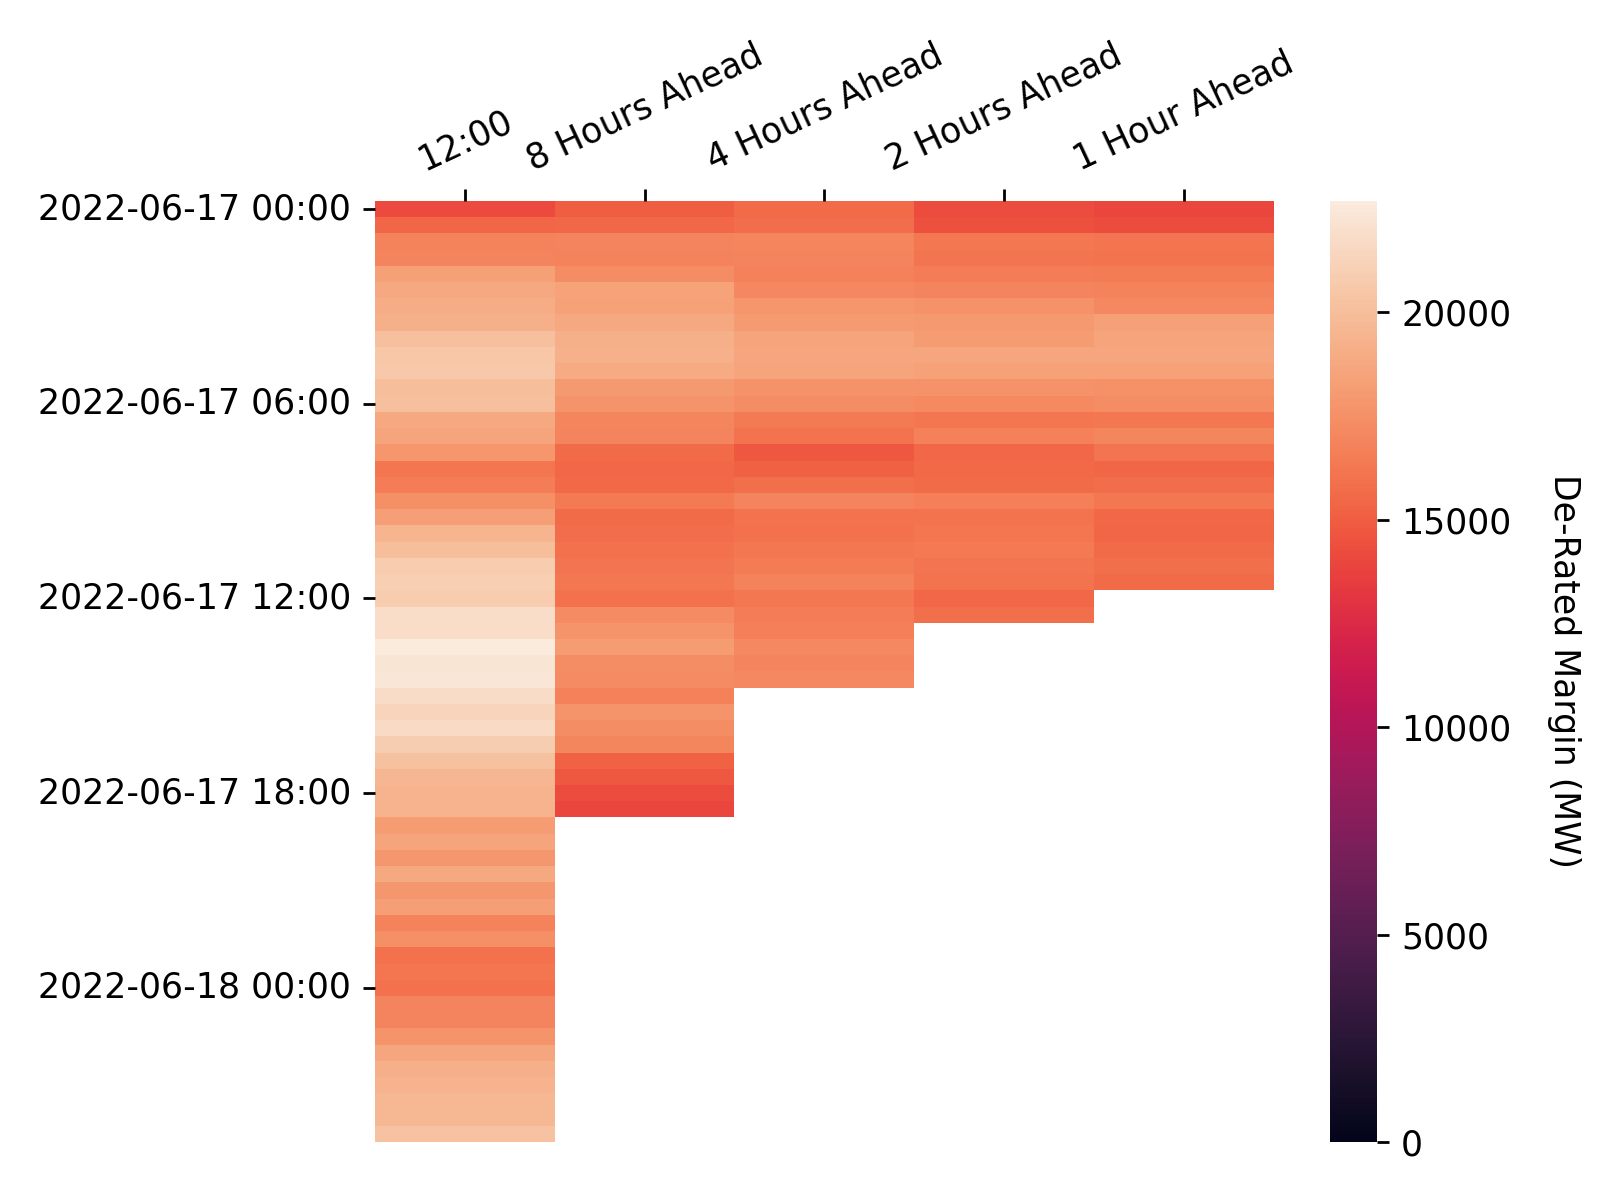 12:00
8 Hours Ahead
4 Hours Ahead
2 Hours Ahead
1 Hour Ahead
2022-06-17 00:00
2022-06-17 06:00
2022-06-17 12:00
2022-06-17 18:00
2022-06-18 00:00
20000
15000
10000
5000
0
De-Rated Margin (MW)